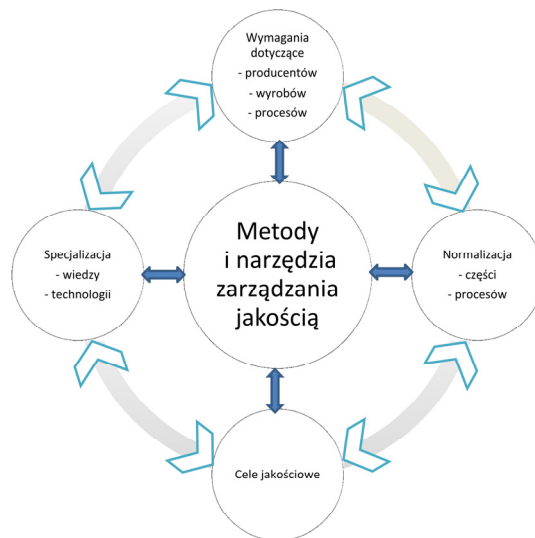 Wymagania
dotyczące
- producentów
- wyrobów
- procesów
Specjalizacja
- wiedzy
- technologii
Metody
i narzędzia
zarządzania
jakością
Normalizacja
- części
- procesów
Cele jakościowe